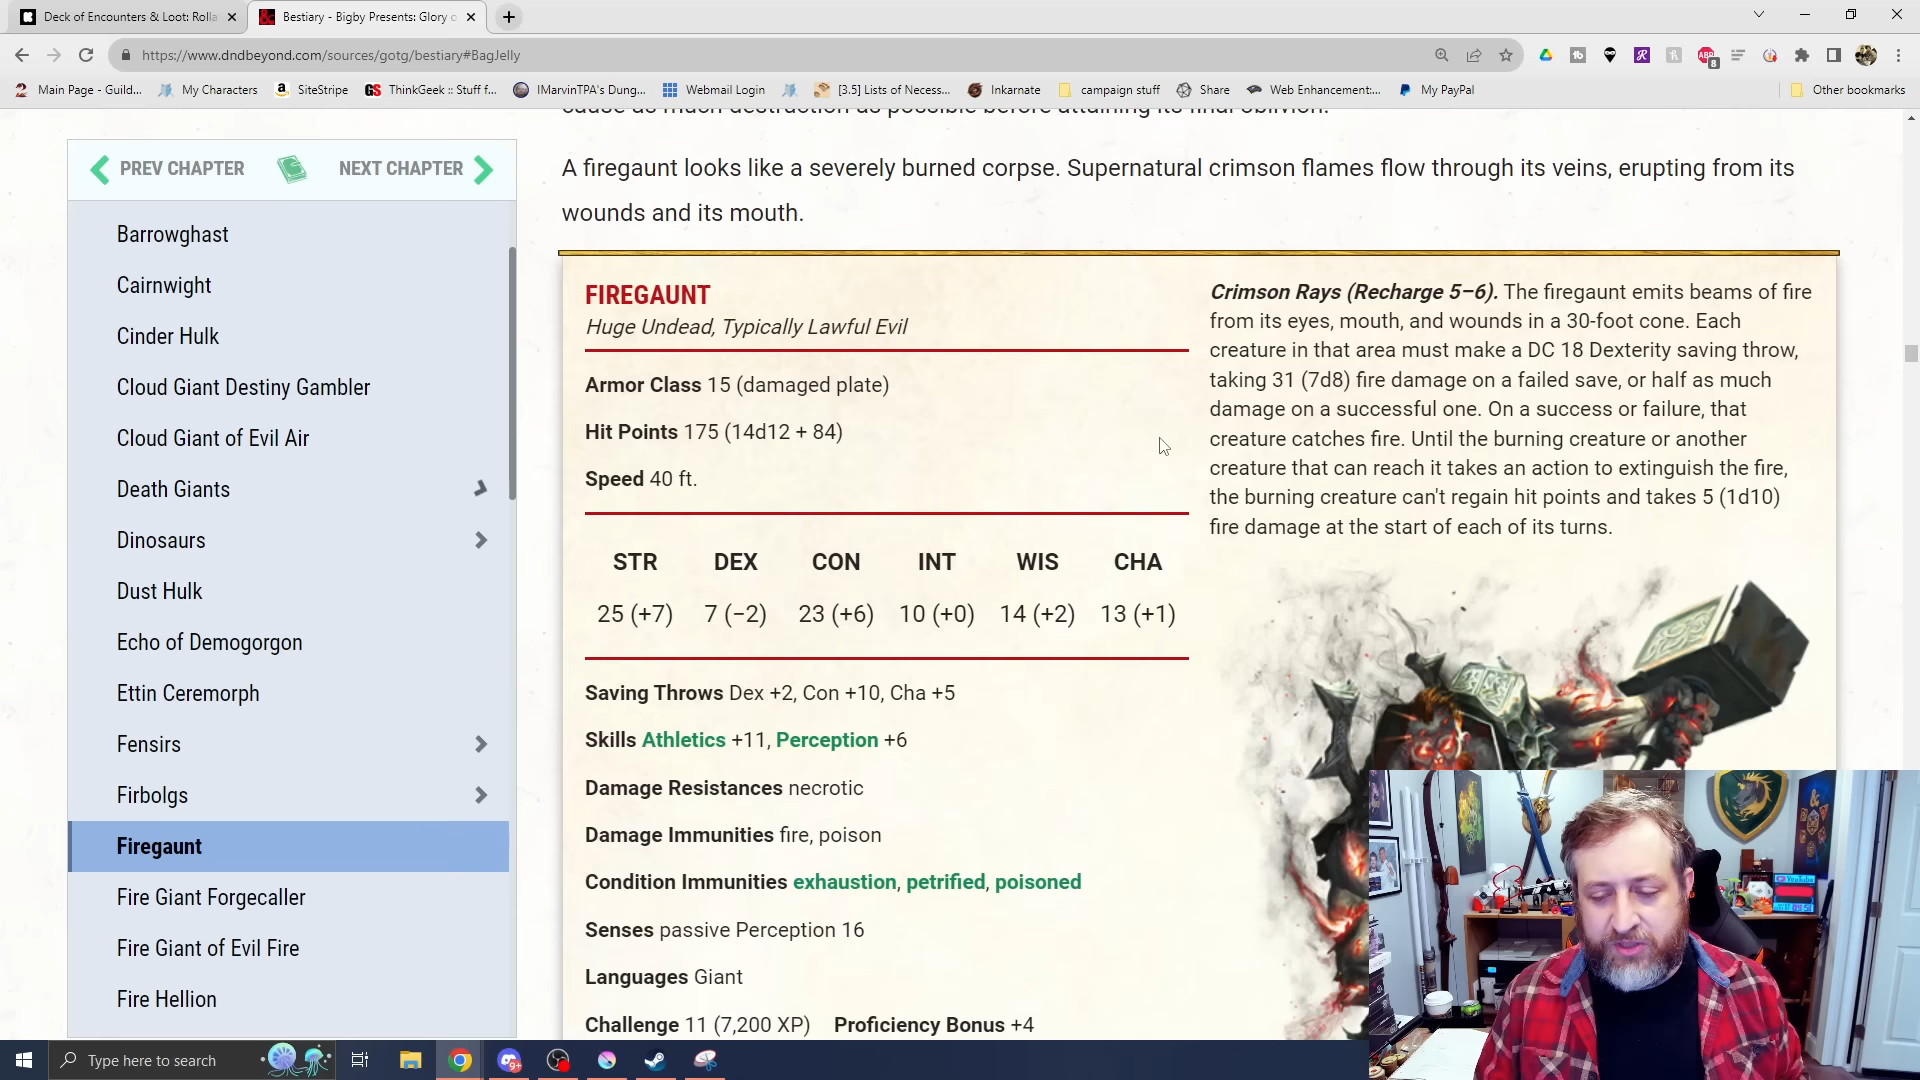 Deck of Encounters & Loot: Rolla
Bestiary - Bigby Presents: Glory o
https://www.dndbeyond.com/sources/gotg/bestiary#BagJelly
Main Page - Guild...
My Characters
SiteStripe
ThinkGeek :: Stuff f...
IMarvinTPA's Dung...
Webmail Login
[3.5] Lists of Necess...
Inkarnate
campaign stuff
Share
Web Enhancement:...
My PayPal
Other bookmarks
cause as much destruction as possible before attaining its final oblivion.
PREV CHAPTER
NEXT CHAPTER
Barrowghast
Cairnwight
Cinder Hulk
Cloud Giant Destiny Gambler
Cloud Giant of Evil Air
Death Giants
Dinosaurs
Dust Hulk
Echo of Demogorgon
Ettin Ceremorph
Fensirs
Firbolgs
Firegaunt
Fire Giant Forgecaller
Fire Giant of Evil Fire
Fire Hellion
A firegaunt looks like a severely burned corpse. Supernatural crimson flames flow through its veins, erupting from its
wounds and its mouth.
FIREGAUNT
Huge Undead, Typically Lawful Evil
Armor Class 15 (damaged plate)
Hit Points 175 (14d12 + 84)
Speed 40 ft.
STR DEX CON INT WIS CHA
25 (+7) 7 (−2) 23 (+6) 10 (+0) 14 (+2) 13 (+1)
Saving Throws Dex +2, Con +10, Cha +5
Skills Athletics +11, Perception +6
Damage Resistances necrotic
Damage Immunities fire, poison
Condition Immunities exhaustion, petrified, poisoned
Senses passive Perception 16
Languages Giant
Challenge 11 (7,200 XP) Proficiency Bonus +4
Crimson Rays (Recharge 5–6). The firegaunt emits beams of fire
from its eyes, mouth, and wounds in a 30-foot cone. Each
creature in that area must make a DC 18 Dexterity saving throw,
taking 31 (7d8) fire damage on a failed save, or half as much
damage on a successful one. On a success or failure, that
creature catches fire. Until the burning creature or another
creature that can reach it takes an action to extinguish the fire,
the burning creature can't regain hit points and takes 5 (1d10)
fire damage at the start of each of its turns.
Type here to search